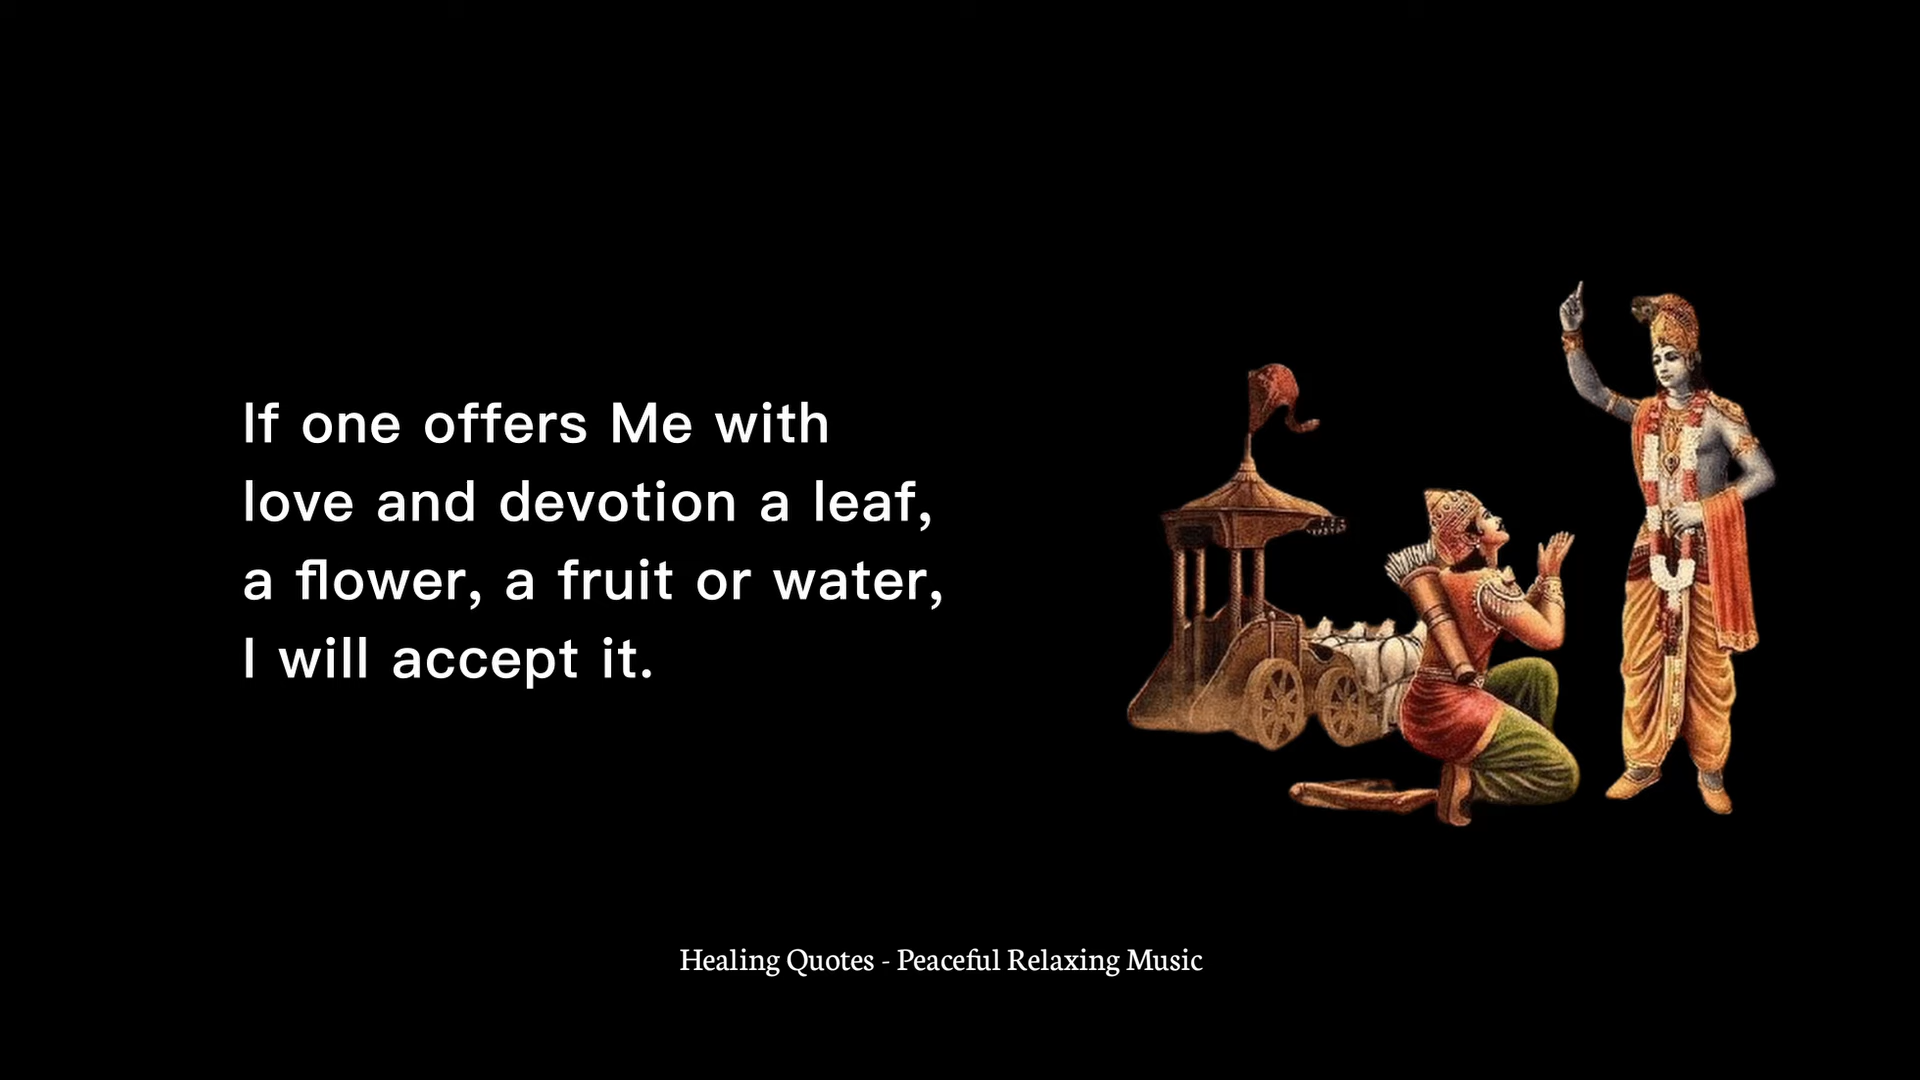 If one offers Me with
love and devotion a leaf,
a flower, a fruit or water,
I will accept it.
Healing Quotes - Peaceful Relaxing Music